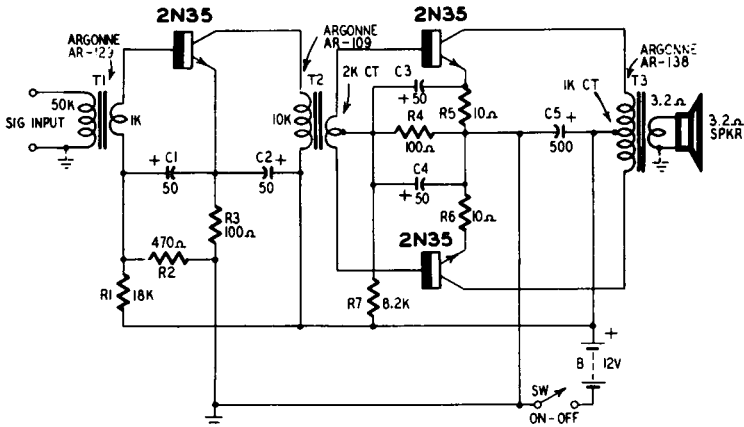 2N35
2N35
ARGONNE
AR-129
ARGONNE
AR-109
ARGONNE
AR-138
T1
T2
2K CT
C3
+ 50
1K CT
T3
50K
1K
10K
R5
10Ω
R4
100Ω
C5 +
500
3.2Ω
3.2Ω
SPKR
SIG INPUT
+ C1
50
C2 +
50
C4
+ 50
R3
100Ω
R6
10Ω
2N35
470Ω
R2
R1
18K
R7
8.2K
+
B
12V
SW
ON-OFF